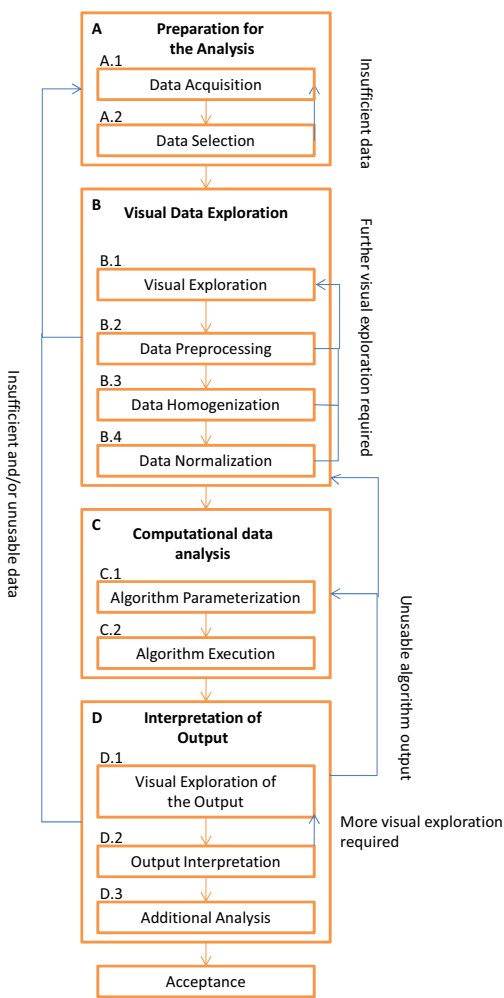 A
Preparation for
the Analysis
A.1
Data Acquisition
A.2
Data Selection
Insufficient data
B
Visual Data Exploration
B.1
Visual Exploration
B.2
Data Preprocessing
B.3
Data Homogenization
B.4
Data Normalization
Further visual exploration
required
Insufficient and/or unusable data
C
Computational data
analysis
C.1
Algorithm Parameterization
C.2
Algorithm Execution
Unusable algorithm output
D
Interpretation of
Output
D.1
Visual Exploration of
the Output
D.2
Output Interpretation
More visual exploration
required
D.3
Additional Analysis
Acceptance